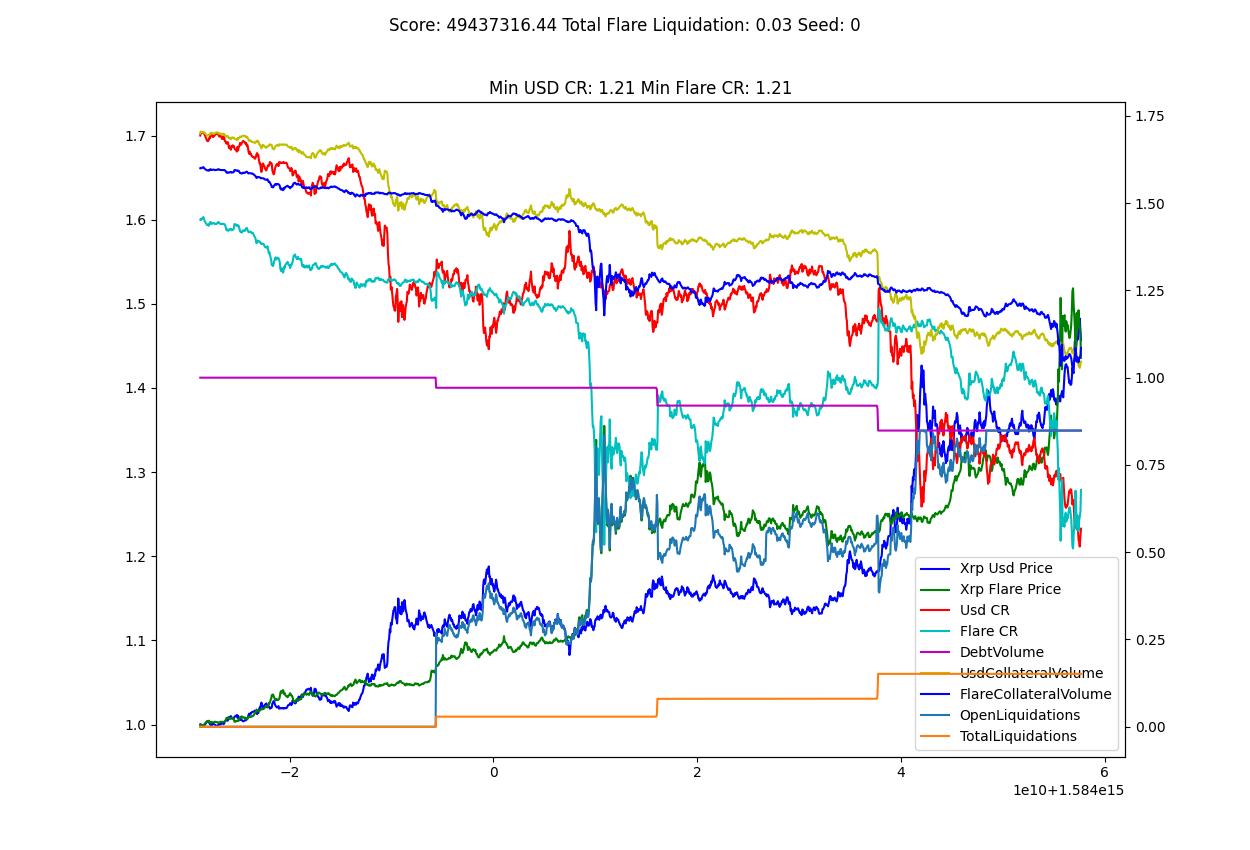 Score: 49437316.44 Total Flare Liquidation: 0.03 Seed: 0
Min USD CR: 1.21 Min Flare CR: 1.21
1.7
1.6
1.5
1.4
1.3
1.2
1.1
1.0
1.75
1.50
1.25
1.00
0.75
0.50
0.25
0.00
Xrp Usd Price
Xrp Flare Price
Usd CR
Flare CR
DebtVolume
UsdCollateralVolume
FlareCollateralVolume
OpenLiquidations
TotalLiquidations
−2 0 2 4 6
1e10+1.584e15